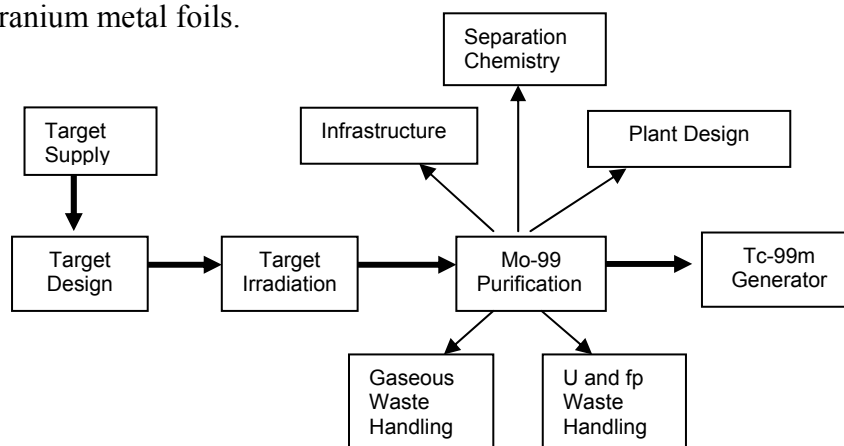 ranium metal foils.
Separation
Chemistry
Target
Supply
Infrastructure
Plant Design
Target
Design
Target
Irradiation
Mo-99
Purification
Tc-99m
Generator
Gaseous
Waste
Handling
U and fp
Waste
Handling